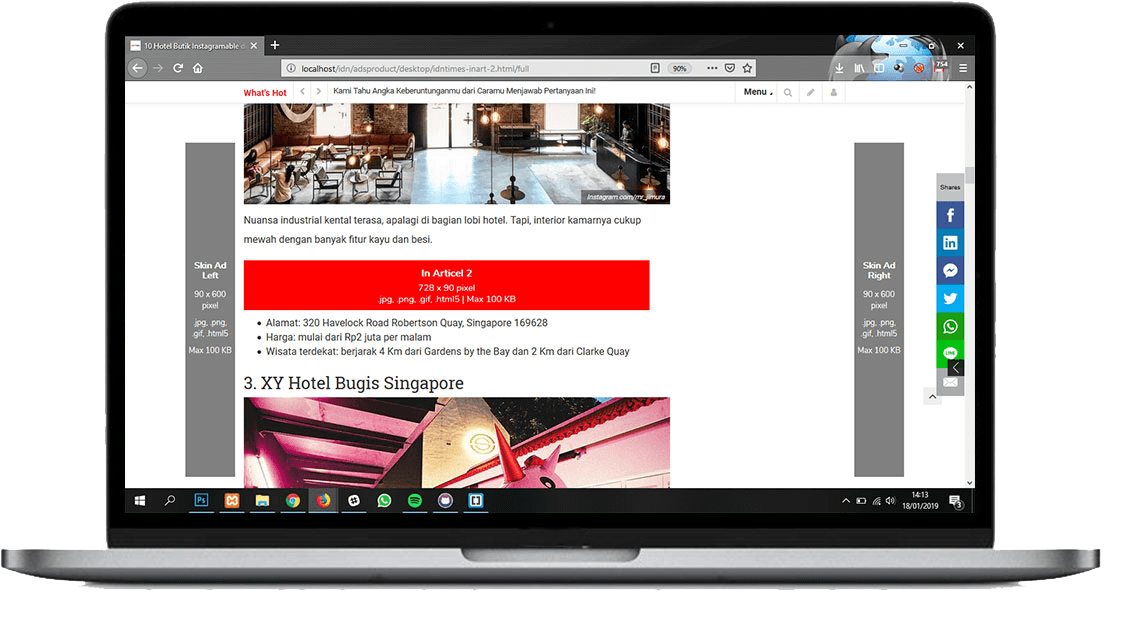 10 Hotel Butik Instagramable d
localhost/idn/adsproduct/desktop/idntimes-inart-2.html/full
90%
754
What's Hot
Kami Tahu Angka Keberuntunganmu dari Caramu Menjawab Pertanyaan Ini!
Menu
Instagram.com/mr_jimura
Nuansa industrial kental terasa, apalagi di bagian lobi hotel. Tapi, interior kamarnya cukup
mewah dengan banyak fitur kayu dan besi.
Skin Ad
Left
90 x 600
pixel
.jpg, .png,
.gif, .html5
Max 100 KB
In Articel 2
728 x 90 pixel
.jpg, .png, .gif, .html5 | Max 100 KB
• Alamat: 320 Havelock Road Robertson Quay, Singapore 169628
• Harga: mulai dari Rp2 juta per malam
• Wisata terdekat: berjarak 4 Km dari Gardens by the Bay dan 2 Km dari Clarke Quay
3. XY Hotel Bugis Singapore
Skin Ad
Right
90 x 600
pixel
.jpg, .png,
.gif, .html5
Max 100 KB
Shares
LINE
Ps
14:13
18/01/2019
3